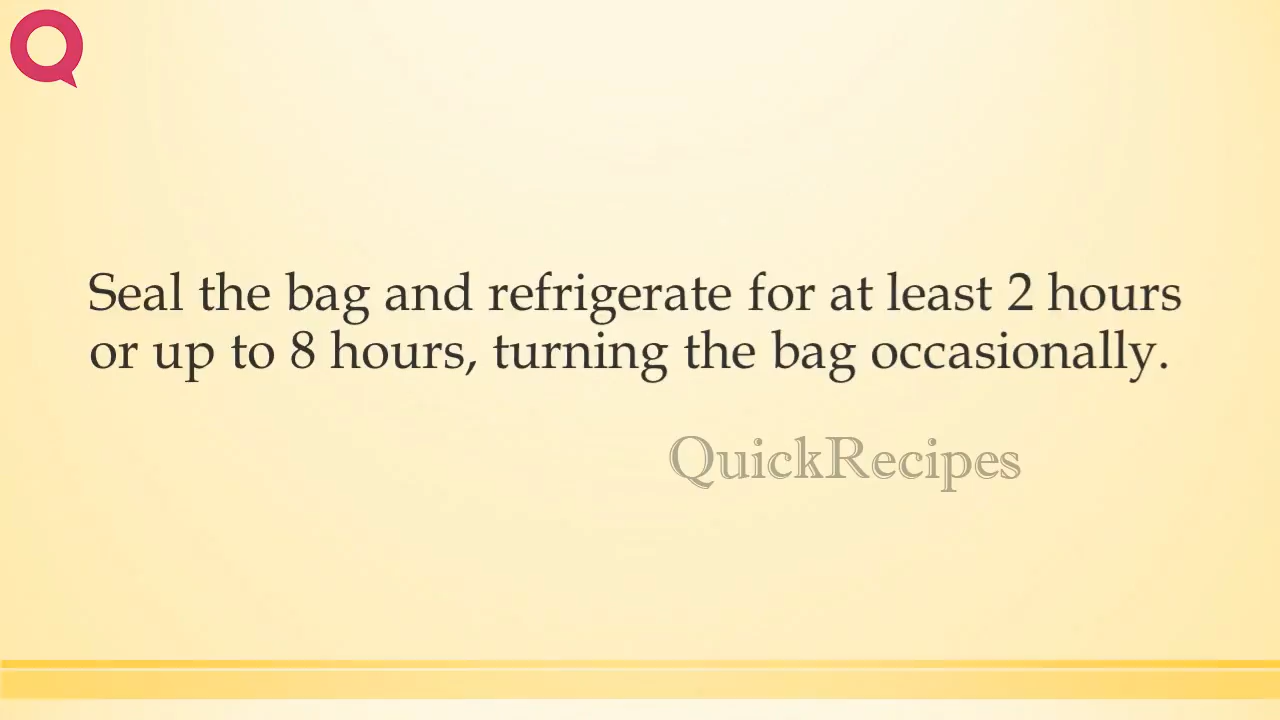 Seal the bag and refrigerate for at least 2 hours
or up to 8 hours, turning the bag occasionally.
QuickRecipes